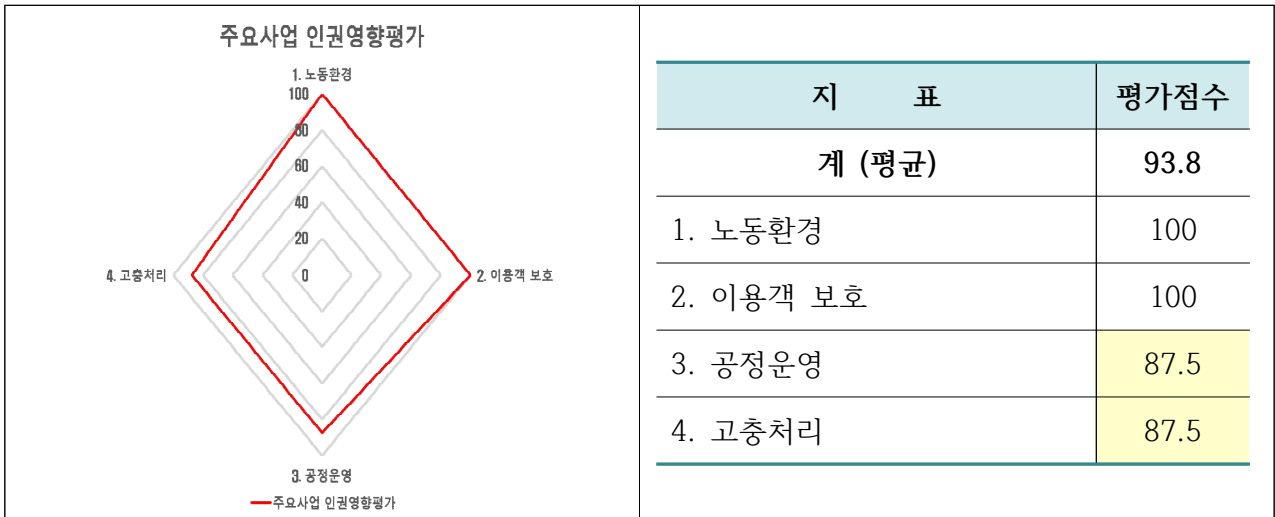 주요사업 인권영향평가
1. 노동환경
100
80
60
40
20
0
4. 고충처리
2. 이용객 보호
3. 공정운영
주요사업 인권영향평가
지 표 평가점수
계 (평균) 93.8
1. 노동환경 100
2. 이용객 보호 100
3. 공정운영 87.5
4. 고충처리 87.5